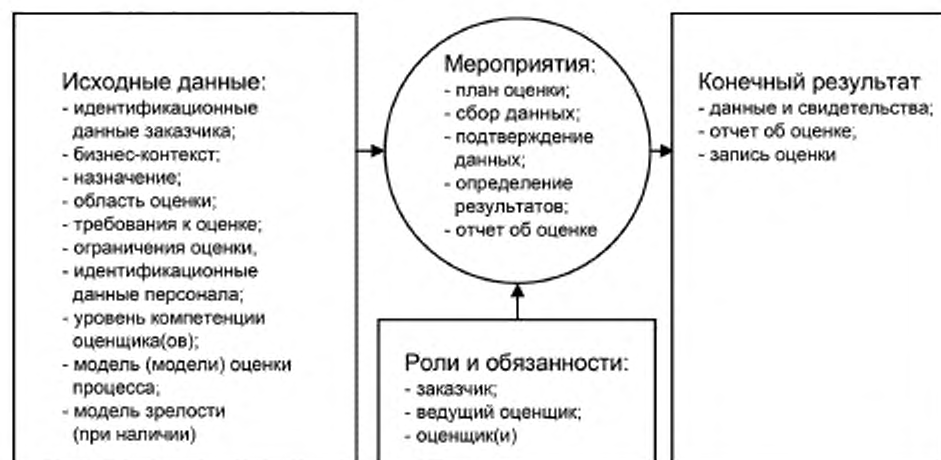 Исходные данные:
- идентификационные
данные заказчика;
- бизнес-контекст;
- назначение;
- область оценки;
- требования к оценке;
- ограничения оценки,
- идентификационные
данные персонала;
- уровень компетенции
оценщика(ов);
- модель (модели) оценки
процесса;
- модель зрелости
(при наличии)
Мероприятия:
- план оценки;
- сбор данных;
- подтверждение
данных;
- определение
результатов;
- отчет об оценке
Роли и обязанности:
- заказчик;
- ведущий оценщик;
- оценщик(и)
Конечный результат
- данные и свидетельства;
- отчет об оценке;
- запись оценки